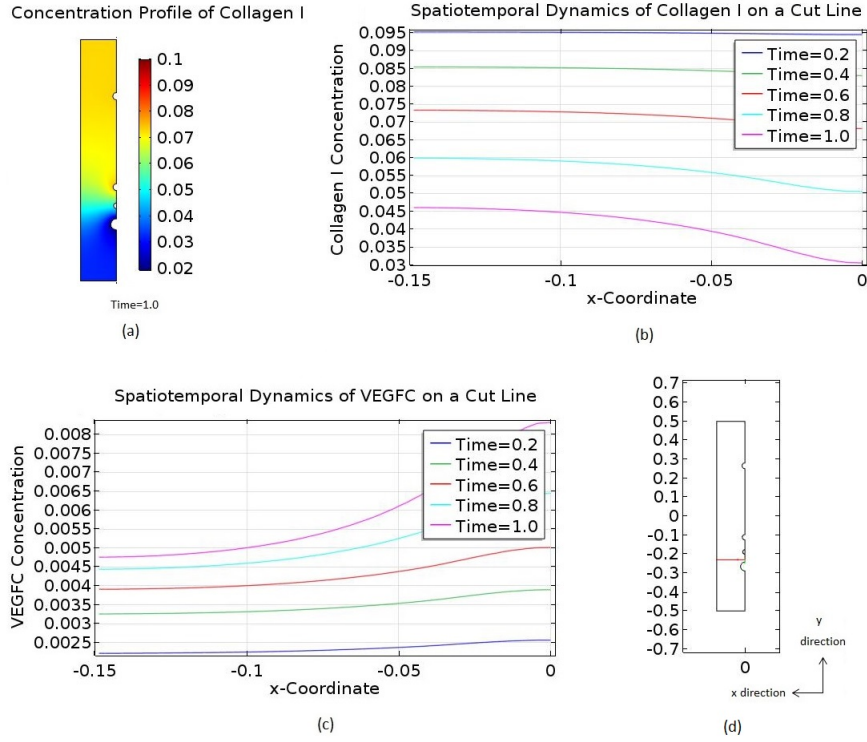 Concentration Profile of Collagen I
0.1
0.09
0.08
0.07
0.06
0.05
0.04
0.03
0.02
Time=1.0
(a)
Spatiotemporal Dynamics of Collagen I on a Cut Line
Collagen I Concentration
0.095
0.085
0.075
0.07
0.065
0.06
0.055
0.05
0.045
0.04
0.035
0.03
Time=0.2
Time=0.4
Time=0.6
Time=0.8
Time=1.0
-0.15
-0.1
-0.05
0
x-Coordinate
(b)
Spatiotemporal Dynamics of VEGFC on a Cut Line
VEGFC Concentration
0.008
0.0075
0.007
0.0065
0.006
0.0055
0.005
0.0045
0.004
0.0035
0.003
0.0025
Time=0.2
Time=0.4
Time=0.6
Time=0.8
Time=1.0
-0.15
-0.1
-0.05
0
x-Coordinate
(c)
0.7
0.6
0.5
0.4
0.3
0.2
0.1
0
-0.1
-0.2
-0.3
-0.4
-0.5
-0.6
-0.7
0
y
direction
x direction
(d)